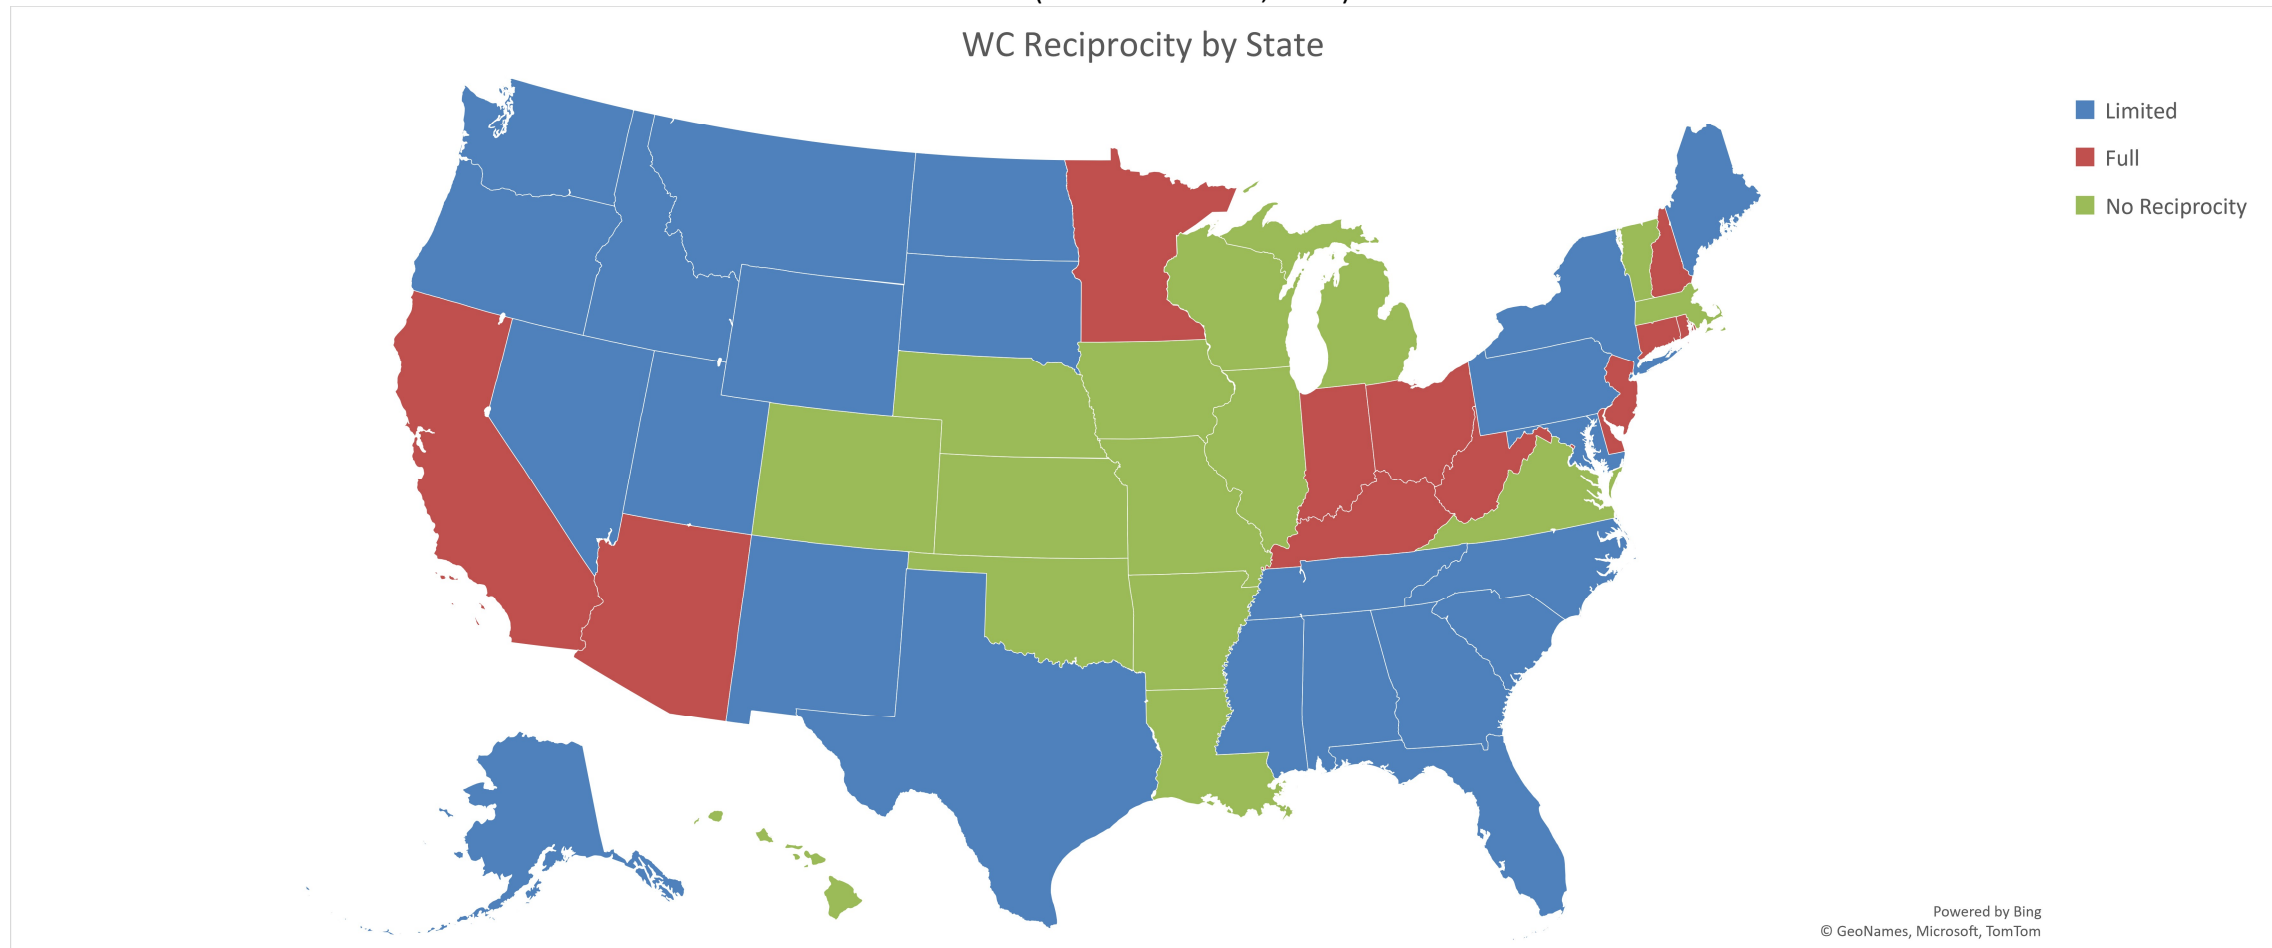 WC Reciprocity by State
Limited
Full
No Reciprocity
Powered by Bing
© GeoNames, Microsoft, TomTom